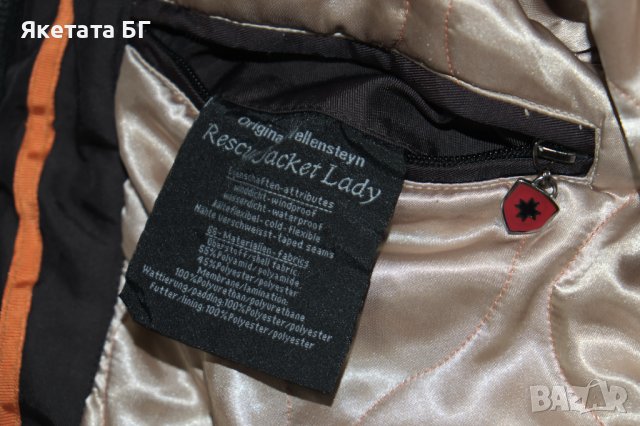 Якетата БГ
Original Wellensteyn
RescueJacket Lady
Eigenschaften-attributes
winddicht-windproof
wasserdicht-waterproof
kälteflexibel-cold-flexible
Nähte verschweisst-taped seams
GG-Materialien-Fabrics
Oberstoff/shell fabric
55%Polyamid/polyamide
45%Polyester/polyester
Membrane/lamination:
100%Polyurethan/polyurethane
Wattierung/padding:100%Polyester/polyester
Futter/lining:100%Polyester/polyester
BAZAR